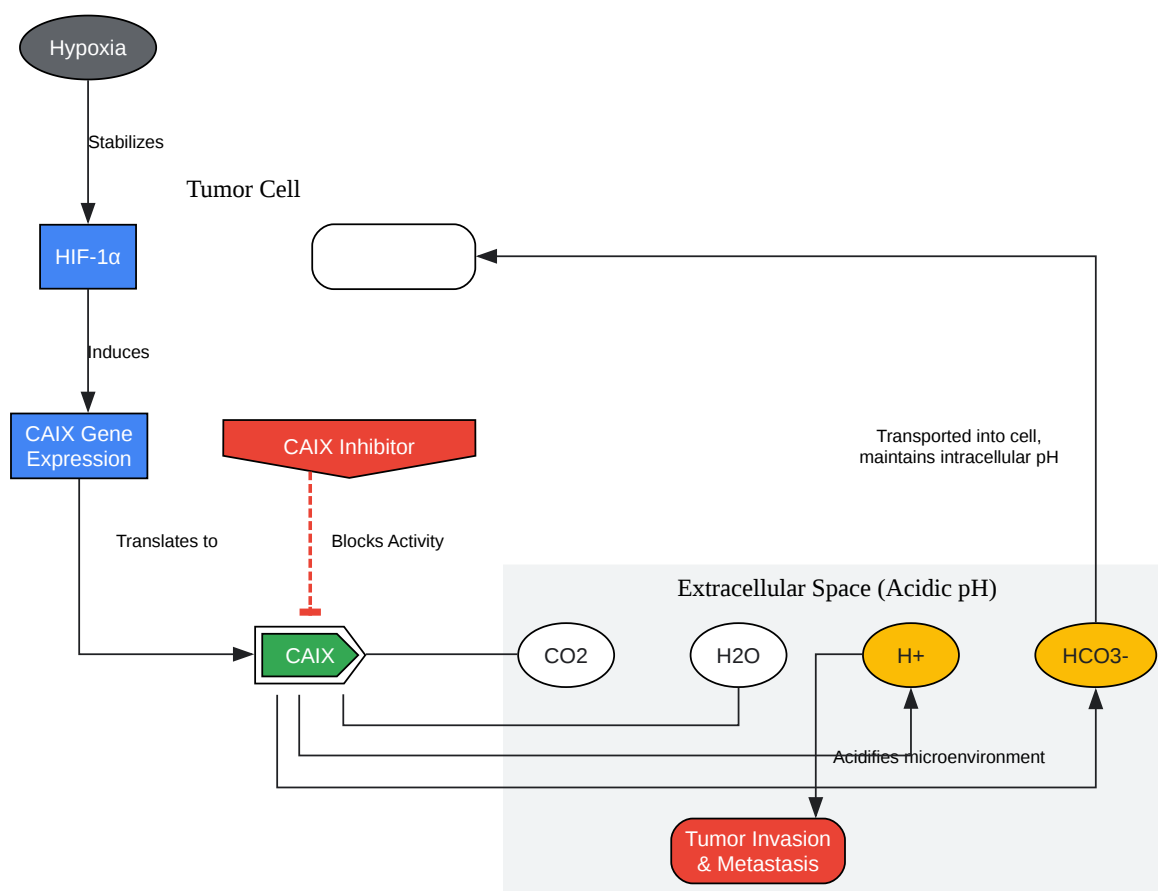 Hypoxia
Stabilizes
Tumor Cell
HIF-1α
Induces
CAIX Gene
Expression
CAIX Inhibitor
Transported into cell,
maintains intracellular pH
Translates to
Blocks Activity
Extracellular Space (Acidic pH)
CAIX
CO2
H2O
H+
HCO3-
Acidifies microenvironment
Tumor Invasion
& Metastasis